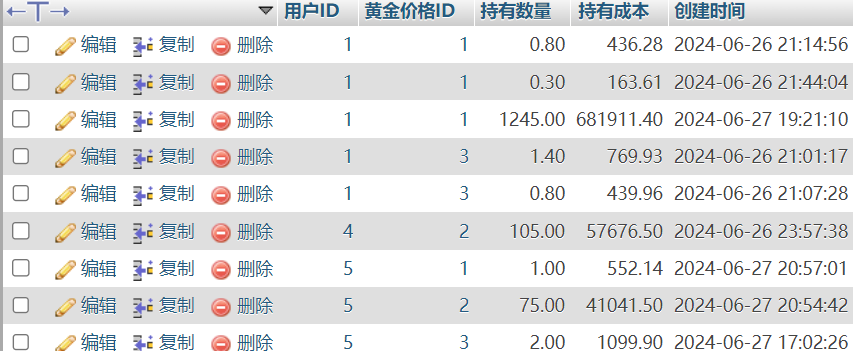 用户ID 黄金价格ID 持有数量 持有成本 创建时间
编辑 复制 删除 1 1 0.80 436.28 2024-06-26 21:14:56
编辑 复制 删除 1 1 0.30 163.61 2024-06-26 21:44:04
编辑 复制 删除 1 1 1245.00 681911.40 2024-06-27 19:21:10
编辑 复制 删除 1 3 1.40 769.93 2024-06-26 21:01:17
编辑 复制 删除 1 3 0.80 439.96 2024-06-26 21:07:28
编辑 复制 删除 4 2 105.00 57676.50 2024-06-26 23:57:38
编辑 复制 删除 5 1 1.00 552.14 2024-06-27 20:57:01
编辑 复制 删除 5 2 75.00 41041.50 2024-06-27 20:54:42
编辑 复制 删除 5 3 2.00 1099.90 2024-06-27 17:02:26